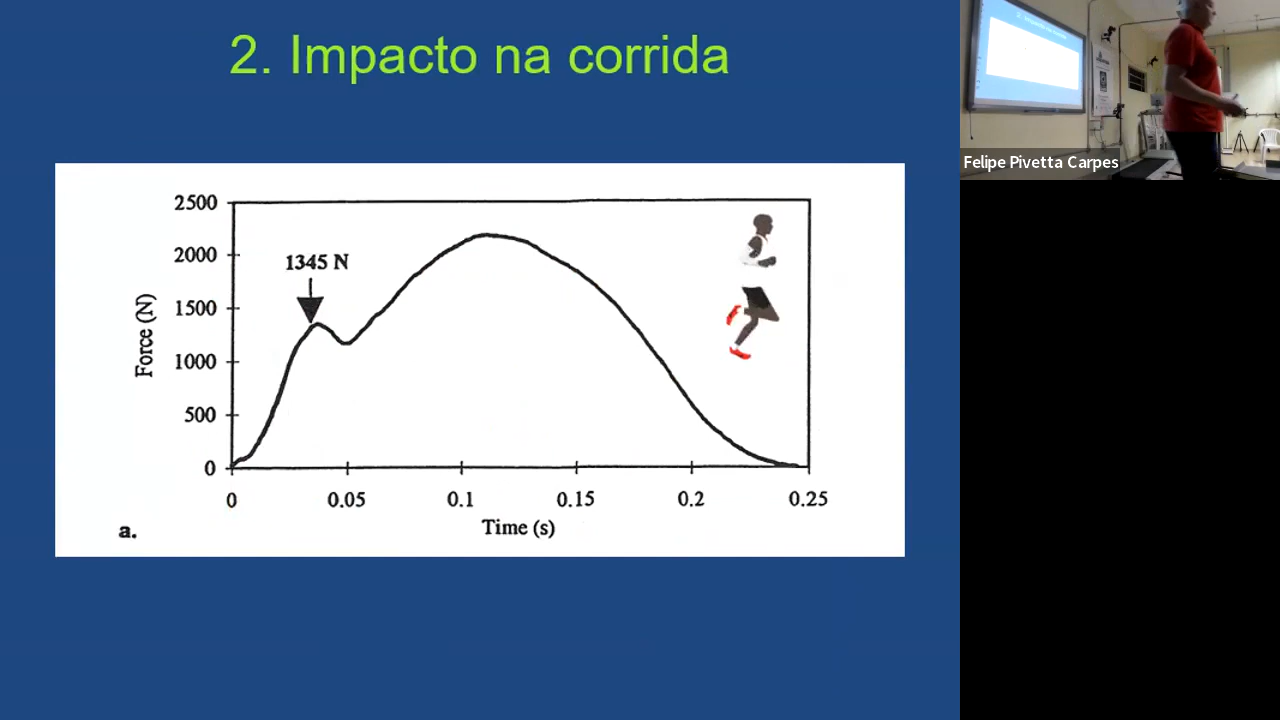 2. Impacto na corrida
2500
2000
1500
1000
500
0
Force (N)
1345 N
0
0.05
0.1
0.15
0.2
0.25
Time (s)
a.
Felipe Pivetta Carpes